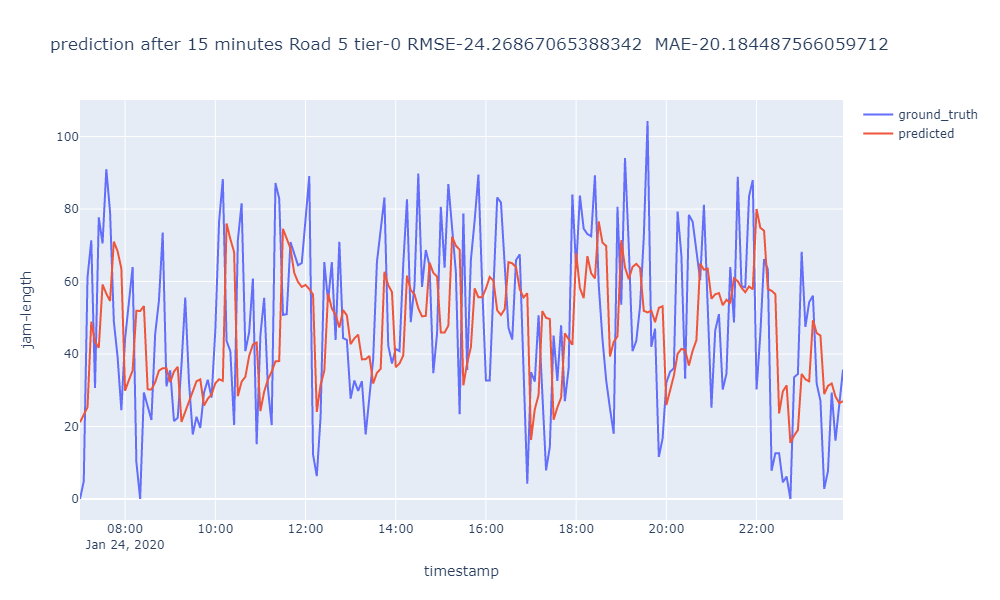 prediction after 15 minutes Road 5 tier-0 RMSE-24.26867065388342  MAE-20.184487566059712
ground_truth
predicted
100
80
60
40
20
0
jam-length
08:00 10:00 12:00 14:00 16:00 18:00 20:00 22:00
Jan 24, 2020
timestamp